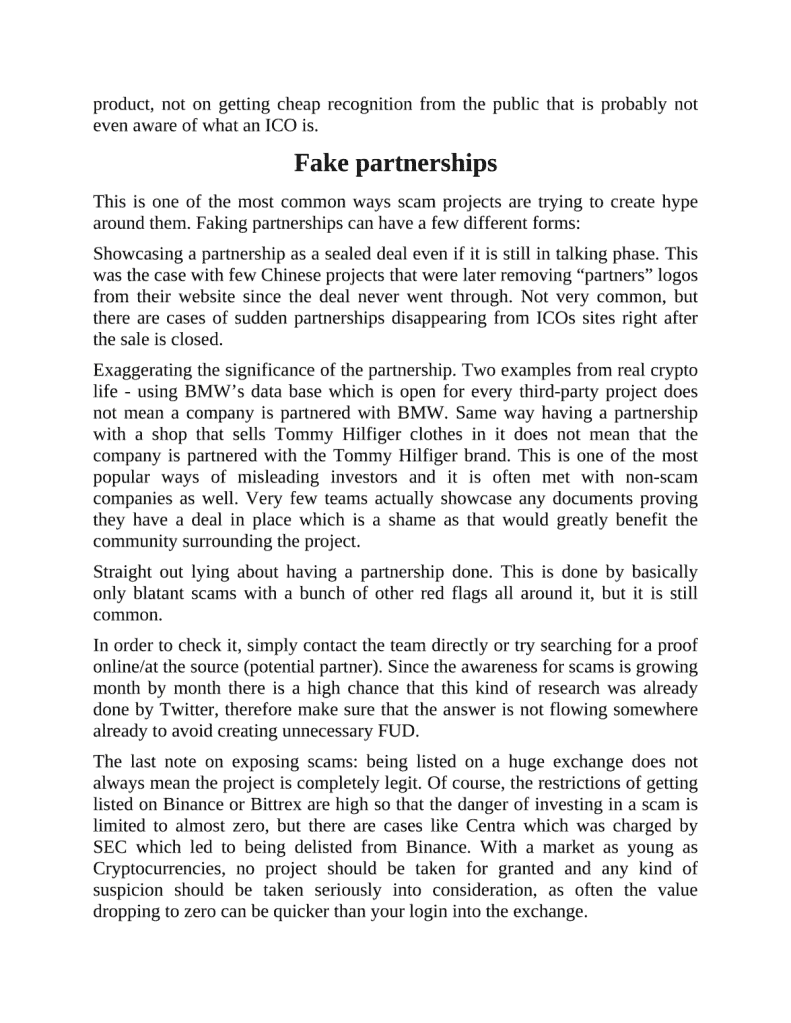 product, not on getting cheap recognition from the public that is probably not
even aware of what an ICO is.
Fake partnerships
This is one of the most common ways scam projects are trying to create hype
around them. Faking partnerships can have a few different forms:
Showcasing a partnership as a sealed deal even if it is still in talking phase. This
was the case with few Chinese projects that were later removing “partners” logos
from their website since the deal never went through. Not very common, but
there are cases of sudden partnerships disappearing from ICOs sites right after
the sale is closed.
Exaggerating the significance of the partnership. Two examples from real crypto
life - using BMW’s data base which is open for every third-party project does
not mean a company is partnered with BMW. Same way having a partnership
with a shop that sells Tommy Hilfiger clothes in it does not mean that the
company is partnered with the Tommy Hilfiger brand. This is one of the most
popular ways of misleading investors and it is often met with non-scam
companies as well. Very few teams actually showcase any documents proving
they have a deal in place which is a shame as that would greatly benefit the
community surrounding the project.
Straight out lying about having a partnership done. This is done by basically
only blatant scams with a bunch of other red flags all around it, but it is still
common.
In order to check it, simply contact the team directly or try searching for a proof
online/at the source (potential partner). Since the awareness for scams is growing
month by month there is a high chance that this kind of research was already
done by Twitter, therefore make sure that the answer is not flowing somewhere
already to avoid creating unnecessary FUD.
The last note on exposing scams: being listed on a huge exchange does not
always mean the project is completely legit. Of course, the restrictions of getting
listed on Binance or Bittrex are high so that the danger of investing in a scam is
limited to almost zero, but there are cases like Centra which was charged by
SEC which led to being delisted from Binance. With a market as young as
Cryptocurrencies, no project should be taken for granted and any kind of
suspicion should be taken seriously into consideration, as often the value
dropping to zero can be quicker than your login into the exchange.